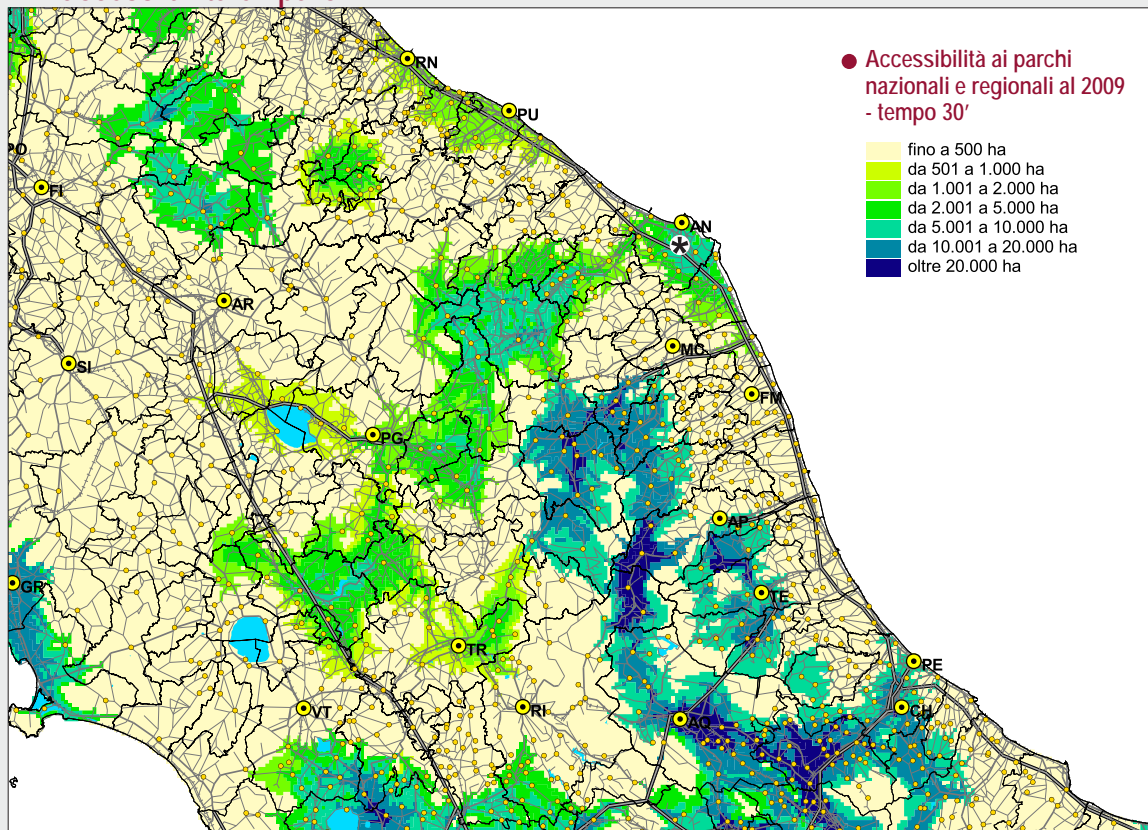 ● Accessibilità ai parchi
nazionali e regionali al 2009
- tempo 30'
fino a 500 ha
da 501 a 1.000 ha
da 1.001 a 2.000 ha
da 2.001 a 5.000 ha
da 5.001 a 10.000 ha
da 10.001 a 20.000 ha
oltre 20.000 ha
RN
PU
PO
FI
AN
*
AR
MC
SI
FM
PG
AP
GR
TE
TR
PE
VT
RI
AQ
CH